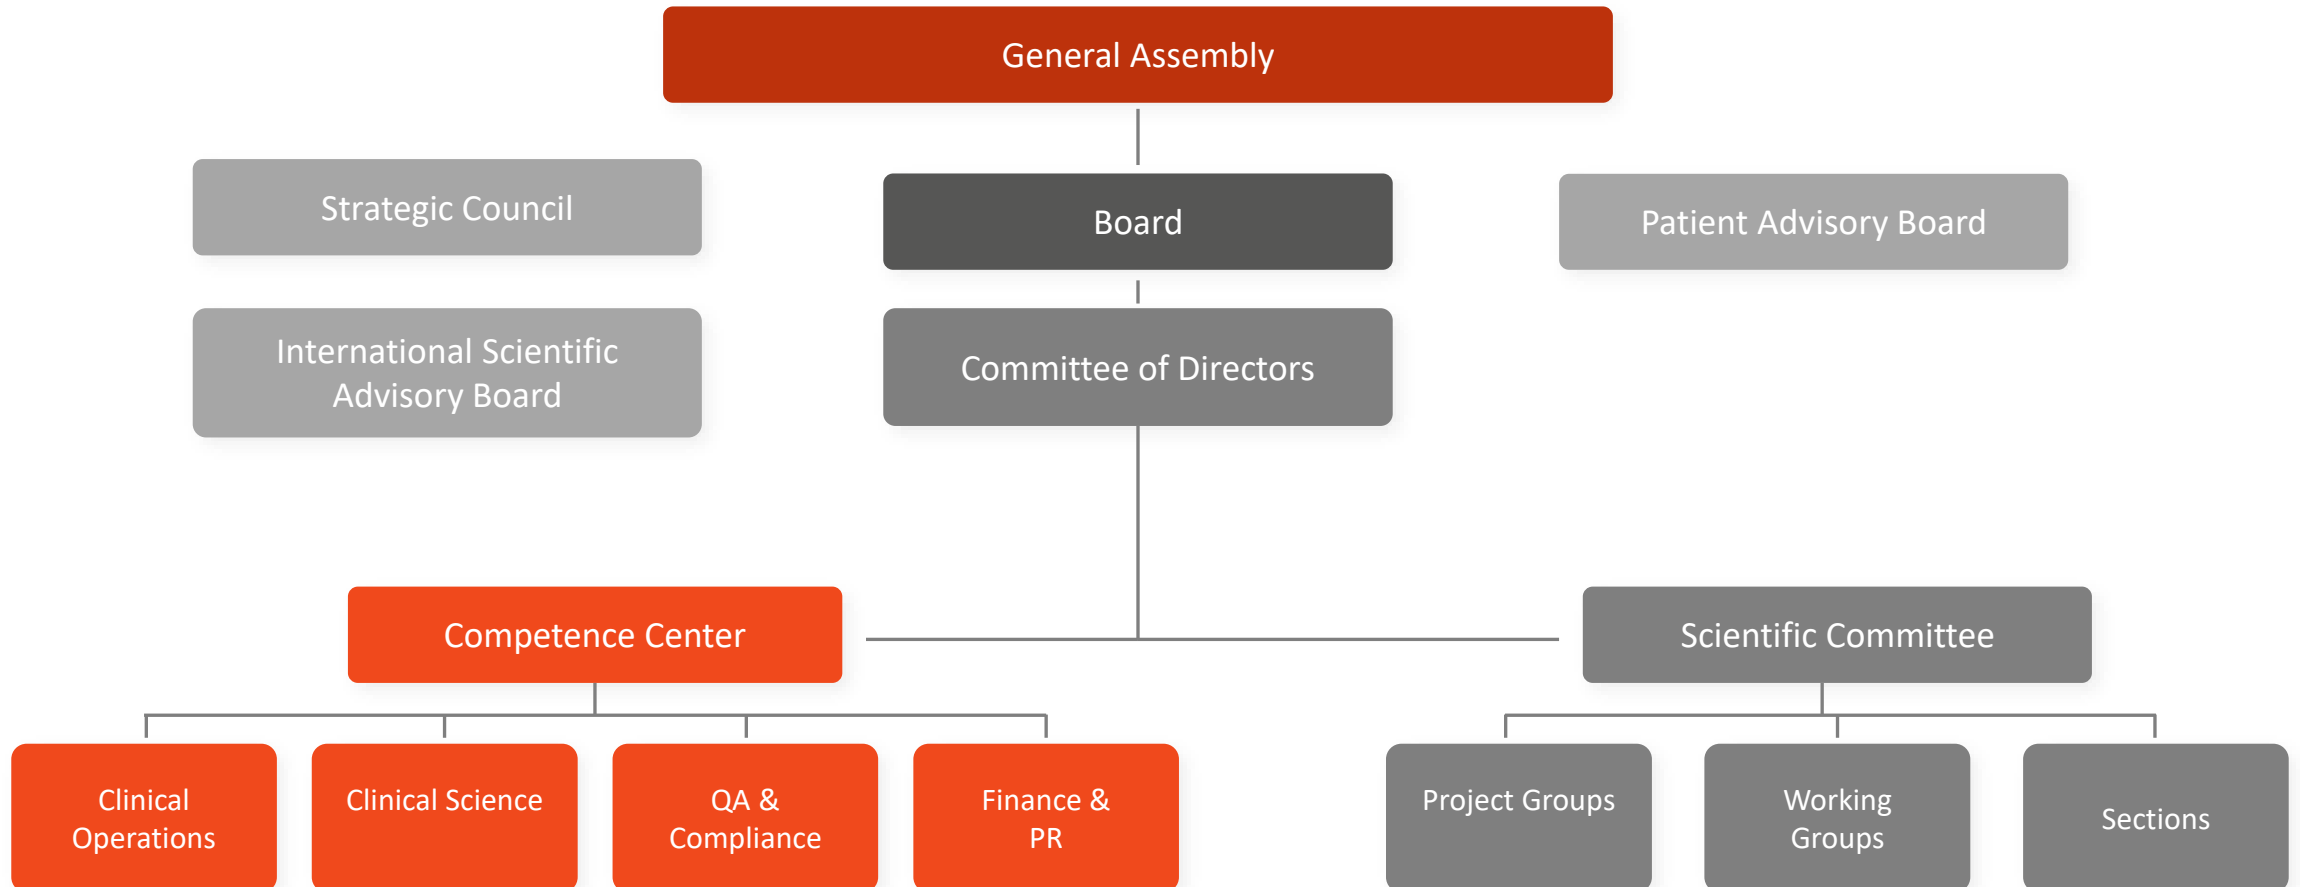 General Assembly
Strategic Council
Board
Patient Advisory Board
International Scientific
Advisory Board
Committee of Directors
Competence Center
Scientific Committee
Clinical
Operations
Clinical Science
QA &
Compliance
Finance &
PR
Project Groups
Working
Groups
Sections